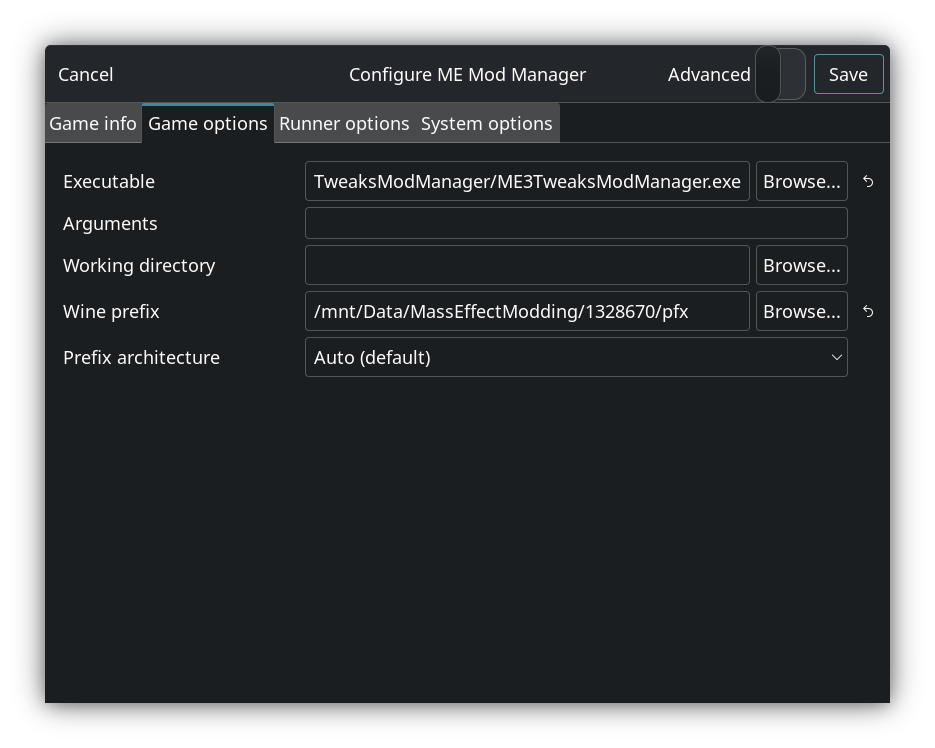 Cancel Configure ME Mod Manager Advanced Save
Game info Game options Runner options System options
Executable TweaksModManager/ME3TweaksModManager.exe Browse...
Arguments
Working directory Browse...
Wine prefix /mnt/Data/MassEffectModding/1328670/pfx Browse...
Prefix architecture Auto (default)